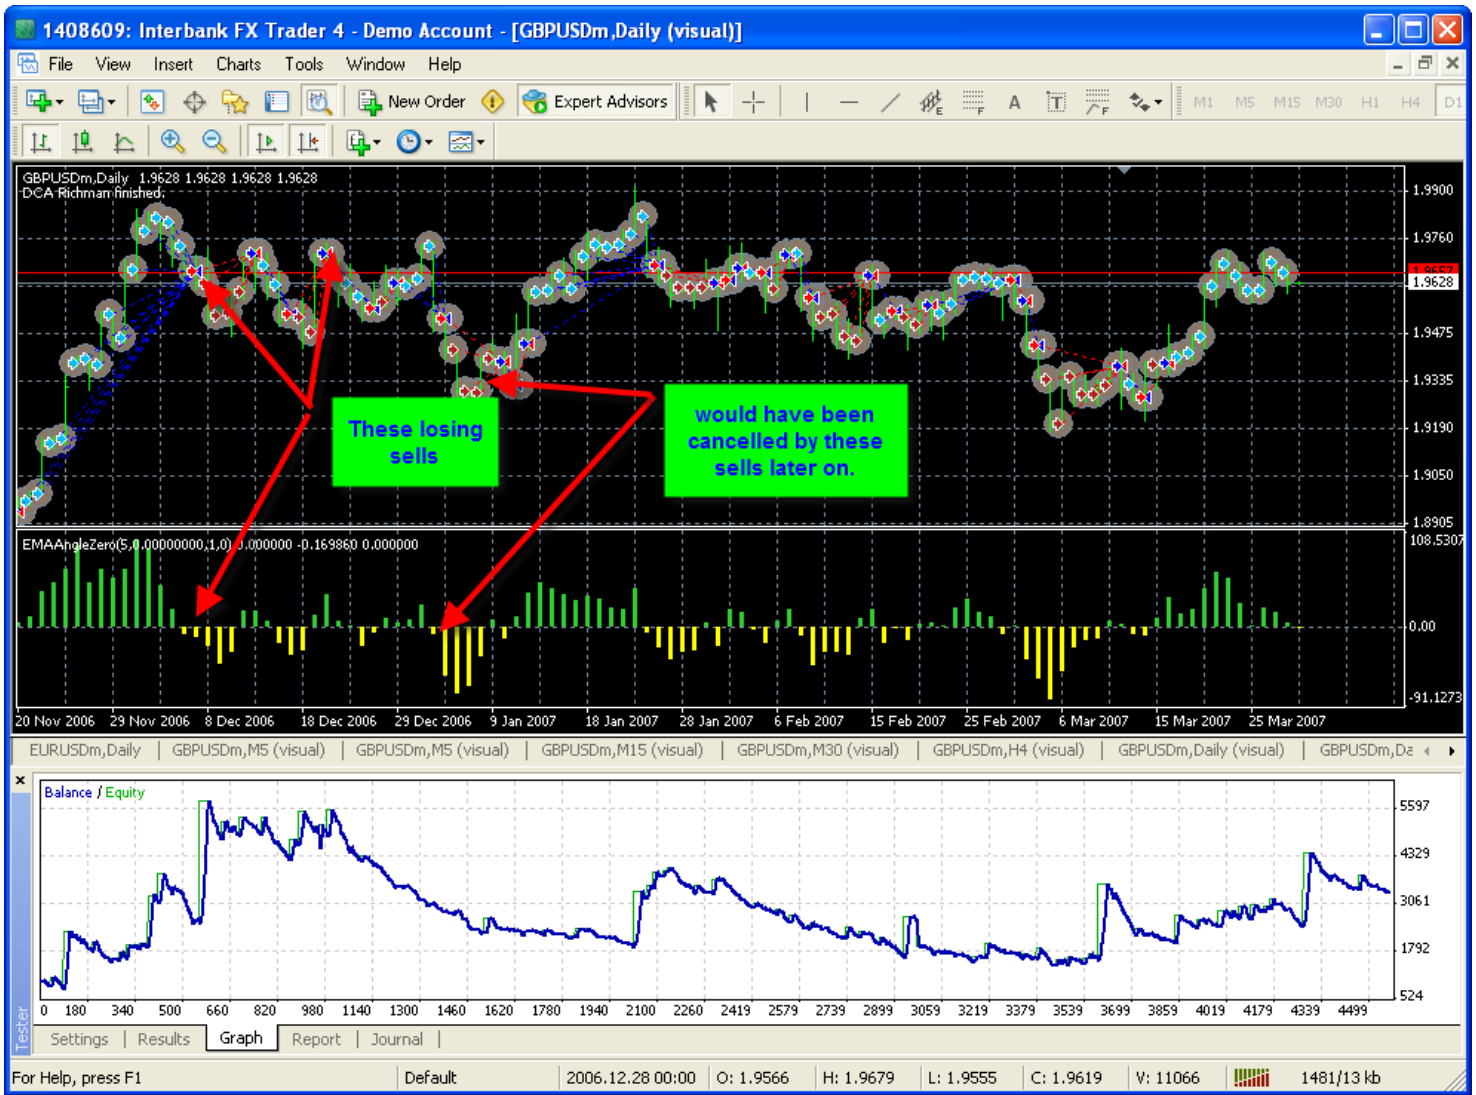 1408609: Interbank FX Trader 4 - Demo Account - [GBPUSDm,Daily (visual)]
File View Insert Charts Tools Window Help
New Order Expert Advisors A T E F F M1 M5 M15 M30 H1 H4 D1
GBPUSDm,Daily 1.9628 1.9628 1.9628 1.9628
DCA Richman finished.
1.9900
1.9760
1.9657
1.9628
1.9475
1.9335
1.9190
1.9050
1.8905
These losing
sells
would have been
cancelled by these
sells later on.
EMAAngleZero(5,0.00000000,1,0) 0.000000 -0.169860 0.000000
108.5307
0.00
-91.1273
20 Nov 2006 29 Nov 2006 8 Dec 2006 18 Dec 2006 29 Dec 2006 9 Jan 2007 18 Jan 2007 28 Jan 2007 6 Feb 2007 15 Feb 2007 25 Feb 2007 6 Mar 2007 15 Mar 2007 25 Mar 2007
EURUSDm,Daily | GBPUSDm,M5 (visual) | GBPUSDm,M5 (visual) | GBPUSDm,M15 (visual) | GBPUSDm,M30 (visual) | GBPUSDm,H4 (visual) | GBPUSDm,Daily (visual) | GBPUSDm,Da
Balance / Equity
5597
4329
3061
1792
524
0 180 340 500 660 820 980 1140 1300 1460 1620 1780 1940 2100 2260 2419 2579 2739 2899 3059 3219 3379 3539 3699 3859 4019 4179 4339 4499
Tester
Settings | Results Graph Report | Journal |
For Help, press F1 Default 2006.12.28 00:00 O: 1.9566 H: 1.9679 L: 1.9555 C: 1.9619 V: 11066 1481/13 kb